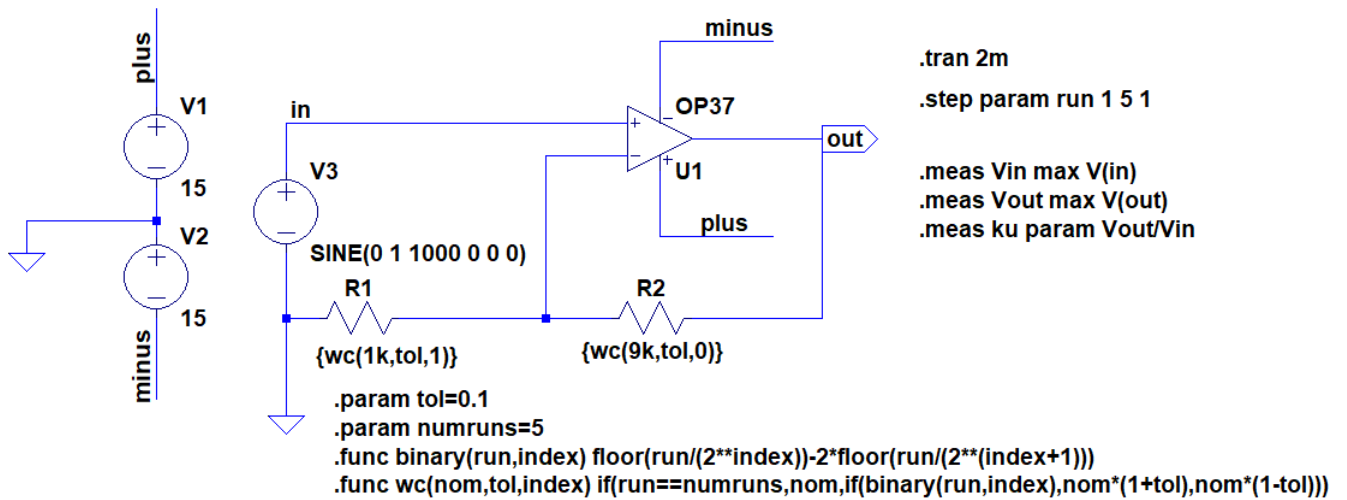 plus
V1
15
V2
15
minus
in
V3
SINE(0 1 1000 0 0 0)
R1
{wc(1k,tol,1)}
R2
{wc(9k,tol,0)}
minus
OP37
U1
plus
out
.tran 2m
.step param run 1 5 1
.meas Vin max V(in)
.meas Vout max V(out)
.meas ku param Vout/Vin
.param tol=0.1
.param numruns=5
.func binary(run,index) floor(run/(2**index))-2*floor(run/(2**(index+1)))
.func wc(nom,tol,index) if(run==numruns,nom,if(binary(run,index),nom*(1+tol),nom*(1-tol)))